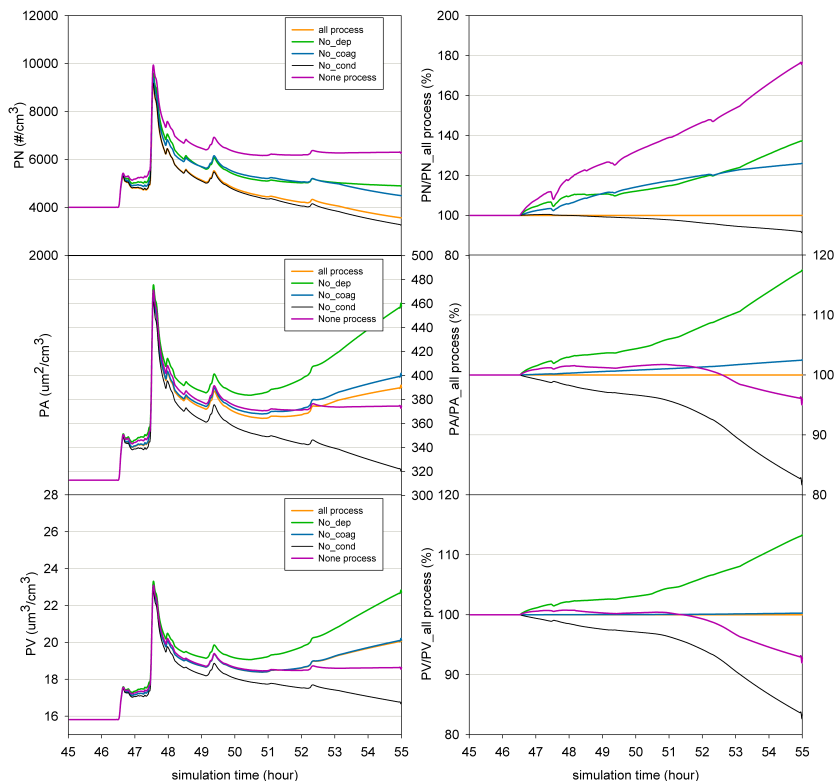 12000
10000
8000
6000
4000
2000
PN (#/cm3)
all process
No_dep
No_coag
No_cond
None process
200
180
160
140
120
100
80
PN/PN_all process (%)
500
480
460
440
420
400
380
360
340
320
300
PA (um2/cm3)
all process
No_dep
No_coag
No_cond
None process
120
100
90
80
PA/PA_all process (%)
28
26
24
22
20
18
16
PV (um3/cm3)
all process
No_dep
No_coag
No_cond
None process
120
110
100
90
80
PV/PV_all process (%)
45 46 47 48 49 50 51 52 53 54 55
simulation time (hour)
45 46 47 48 49 50 51 52 53 54 55
simulation time (hour)